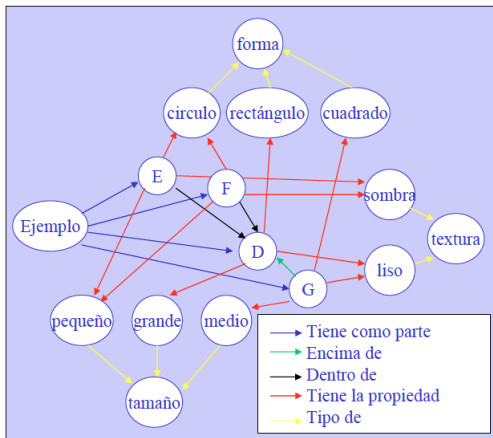 forma
circulo
rectángulo
cuadrado
E
F
sombra
Ejemplo
textura
D
liso
G
pequeño
grande
medio
tamaño
Tiene como parte
Encima de
Dentro de
Tiene la propiedad
Tipo de